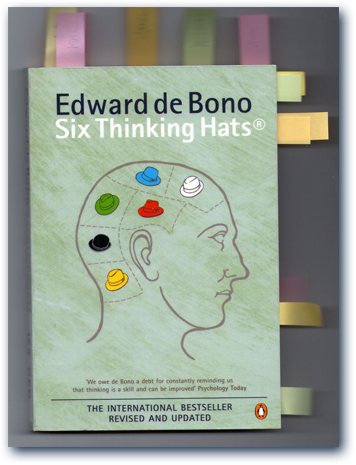 Edward de Bono
Six Thinking Hats®
'We owe de Bono a debt for constantly reminding us
that thinking is a skill and can be improved' Psychology Today
THE INTERNATIONAL BESTSELLER
REVISED AND UPDATED